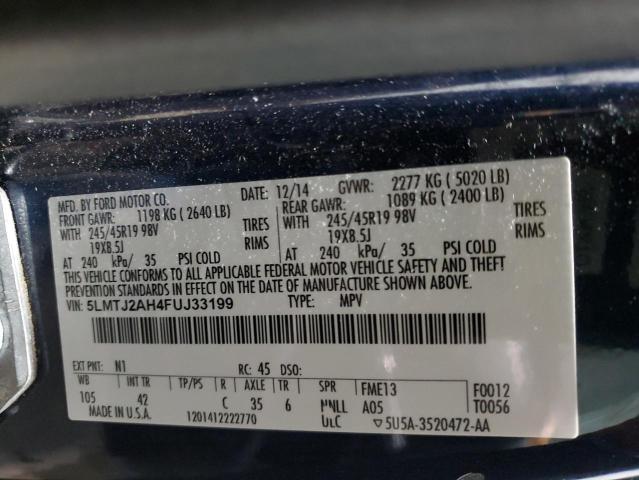 MFD. BY FORD MOTOR CO. DATE: 12/14 GVWR: 2277 KG ( 5020 LB)
FRONT GAWR: 1198 KG ( 2640 LB) REAR GAWR: 1089 KG ( 2400 LB)
WITH 245/45R19 98V TIRES WITH 245/45R19 98V TIRES
19X8.5J RIMS 19X8.5J RIMS
AT 240 kPa/ 35 PSI COLD AT 240 kPa/ 35 PSI COLD
THIS VEHICLE CONFORMS TO ALL APPLICABLE FEDERAL MOTOR VEHICLE SAFETY AND THEFT
PREVENTION STANDARDS IN EFFECT ON THE DATE OF MANUFACTURE SHOWN ABOVE.
VIN: 5LMTJ2AH4FUJ33199 TYPE: MPV
EXT PNT: N1 RC: 45 DSO:
WB INT TR TP/PS R AXLE TR SPR FME13 F0012
105 42 C 35 6 NNLL A05 T0056
MADE IN U.S.A. 1201412222770 ULC ▽5U5A-3520472-AA